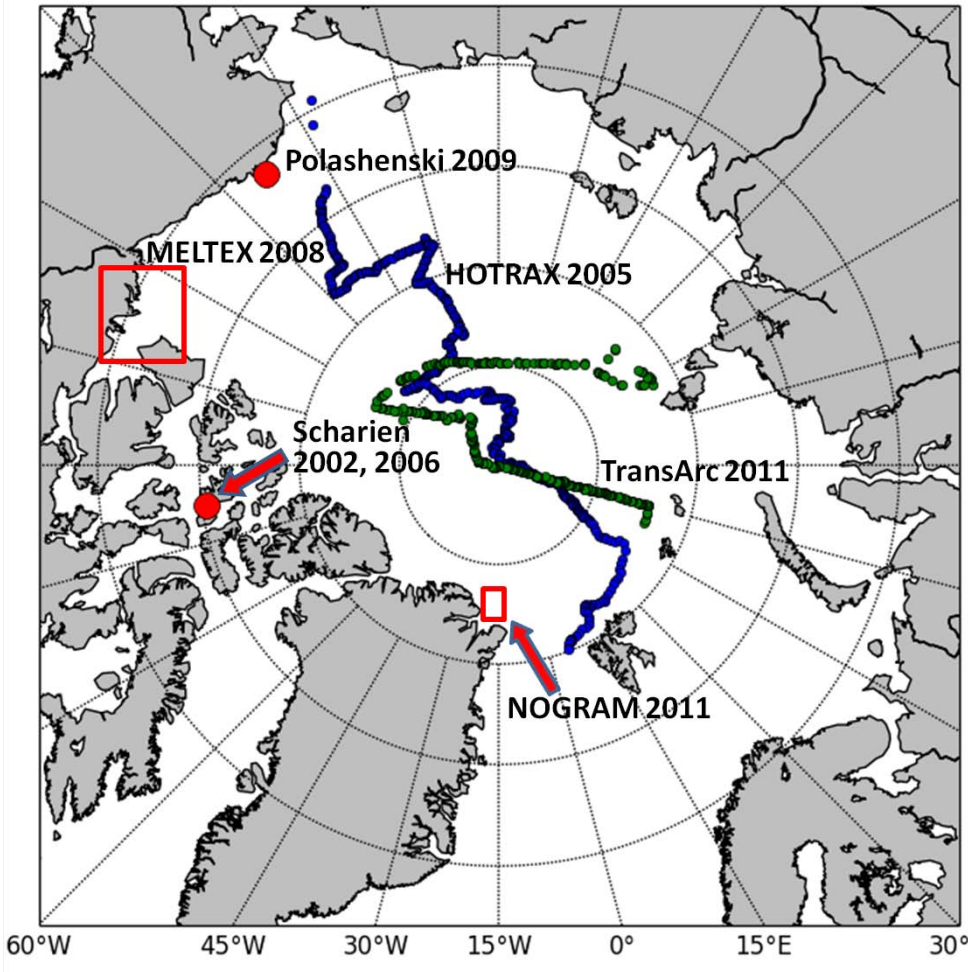 Polashenski 2009
MELTEX 2008
HOTRAX 2005
Scharien
2002, 2006
TransArc 2011
NOGRAM 2011
60°W 45°W 30°W 15°W 0° 15°E 30°